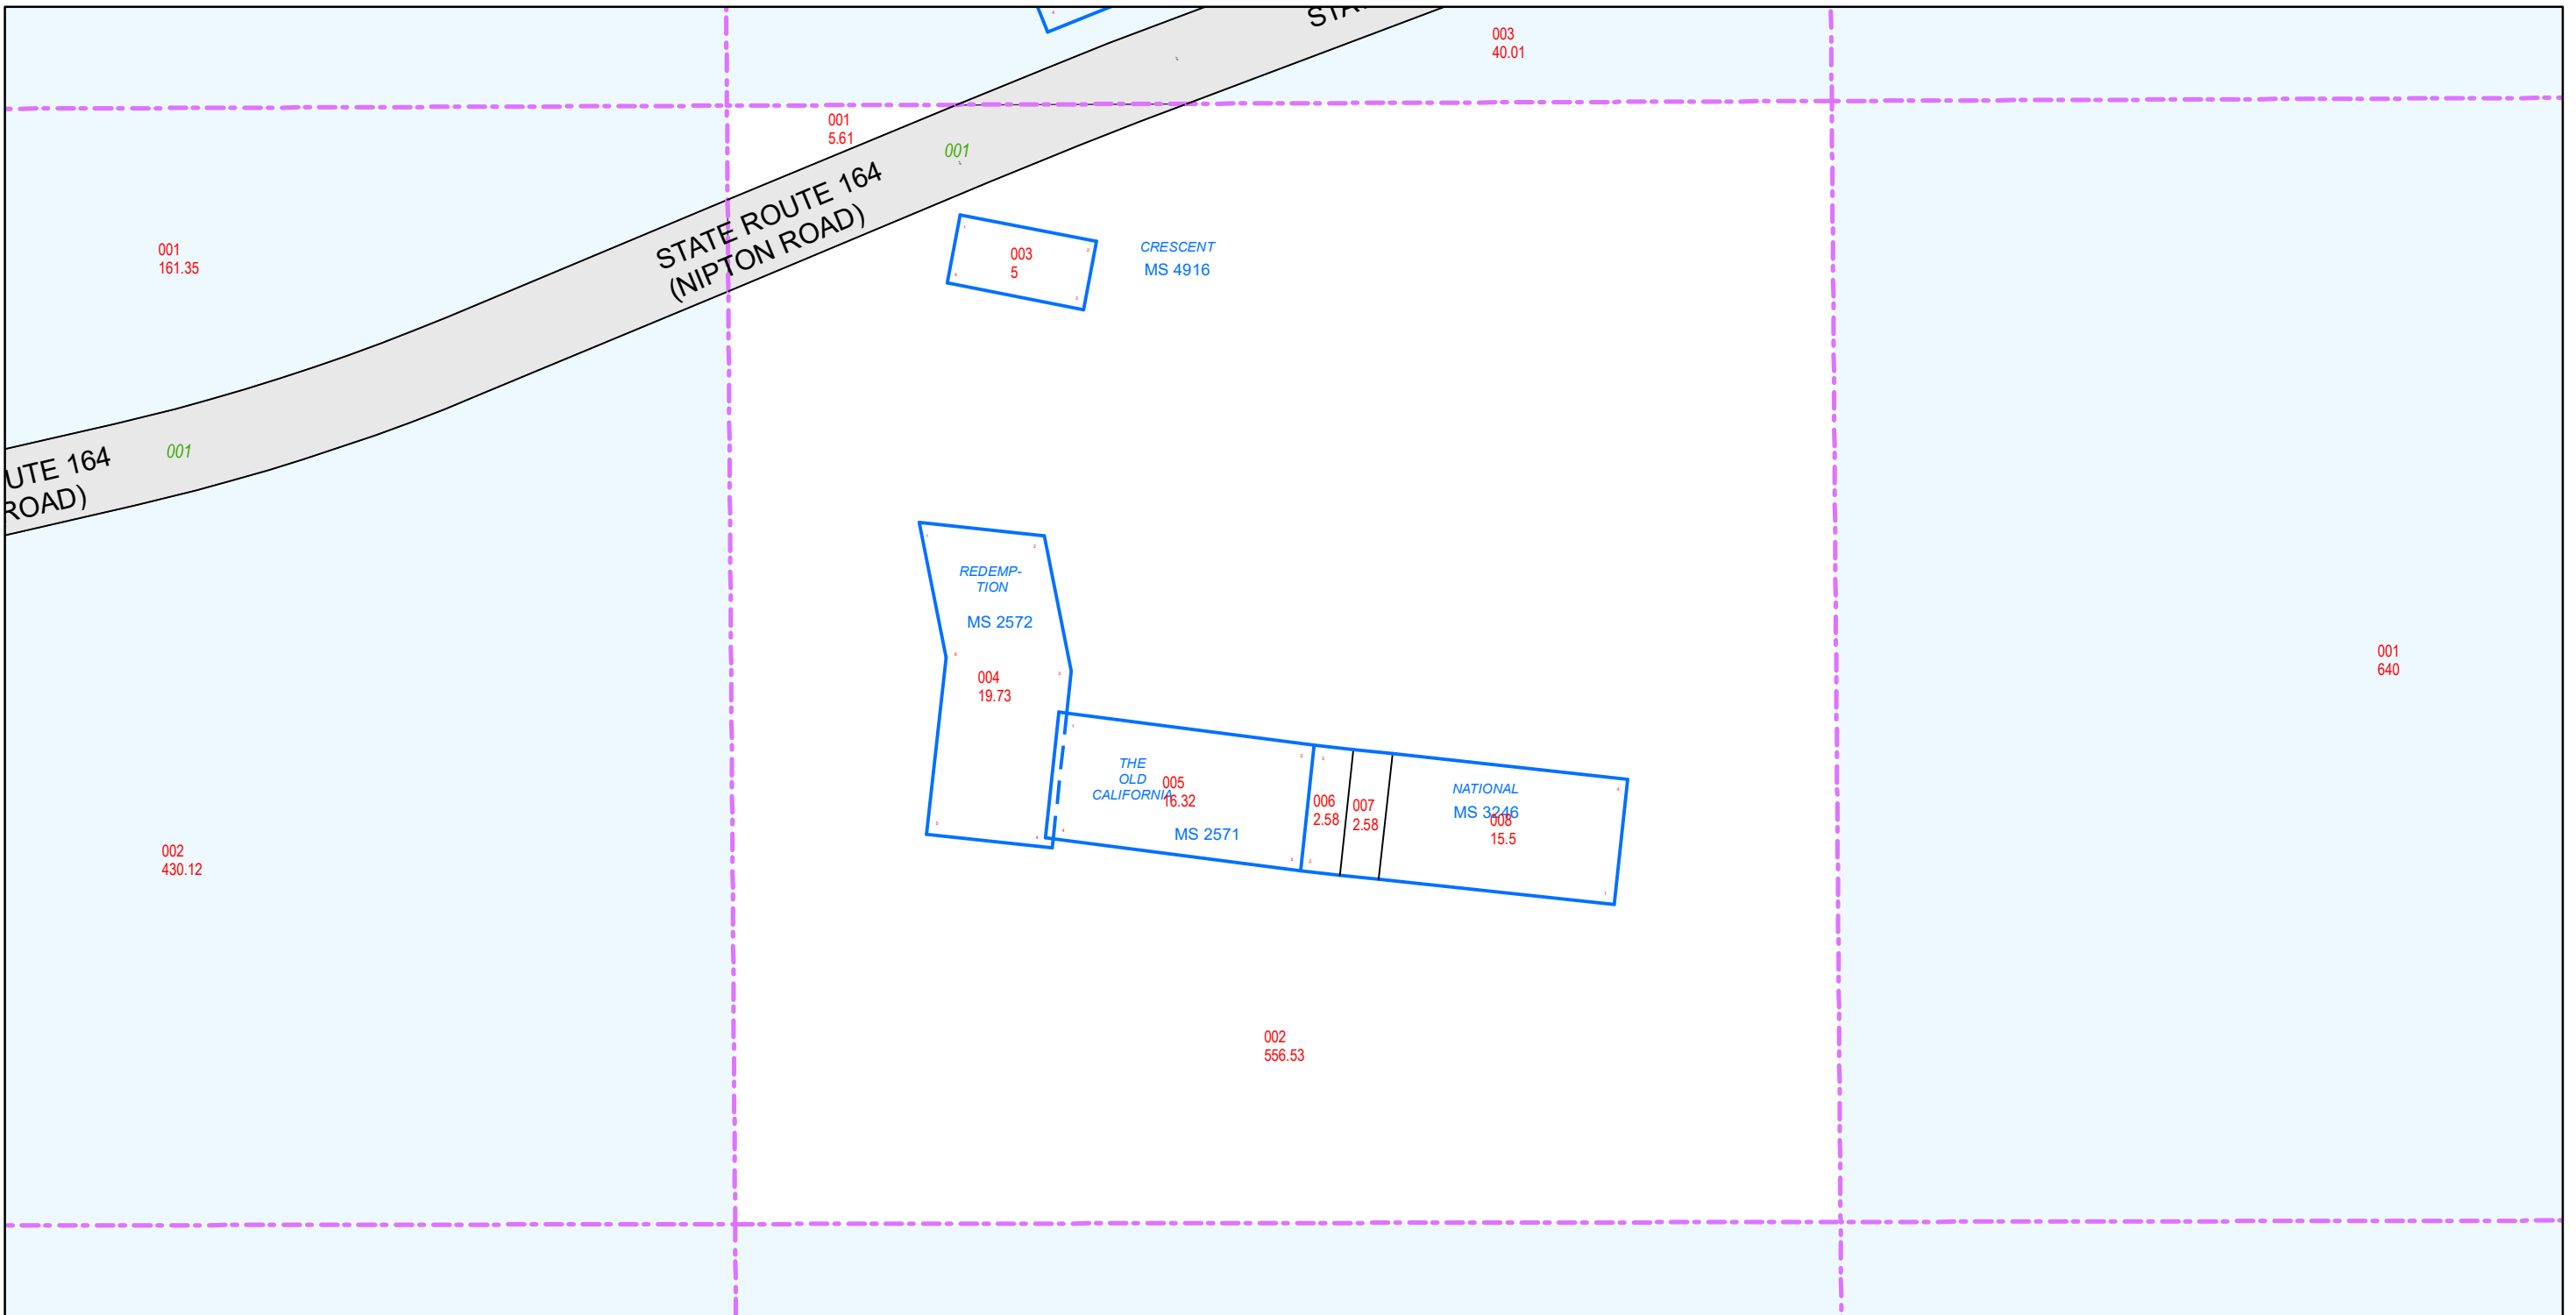 STA
003
40.01
001
5.61
001
STATE ROUTE 164
(NIPTON ROAD)
001
161.35
003
5
CRESCENT
MS 4916
UTE 164
ROAD)
001
REDEMP-
TION
MS 2572
004
19.73
THE
OLD
CALIFORNIA
005
16.32
MS 2571
006
2.58
007
2.58
NATIONAL
MS 3246
008
15.5
001
640
002
430.12
002
556.53